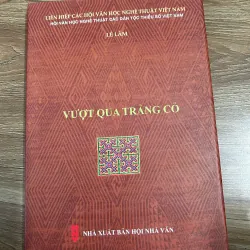 LIÊN HIỆP CÁC HỘI VĂN HỌC NGHỆ THUẬT VIỆT NAM
HỘI VĂN HỌC NGHỆ THUẬT CÁC DÂN TỘC THIỂU SỐ VIỆT NAM
LÊ LÂM
VƯỢT QUA TRẢNG CỎ
NHÀ XUẤT BẢN HỘI NHÀ VĂN